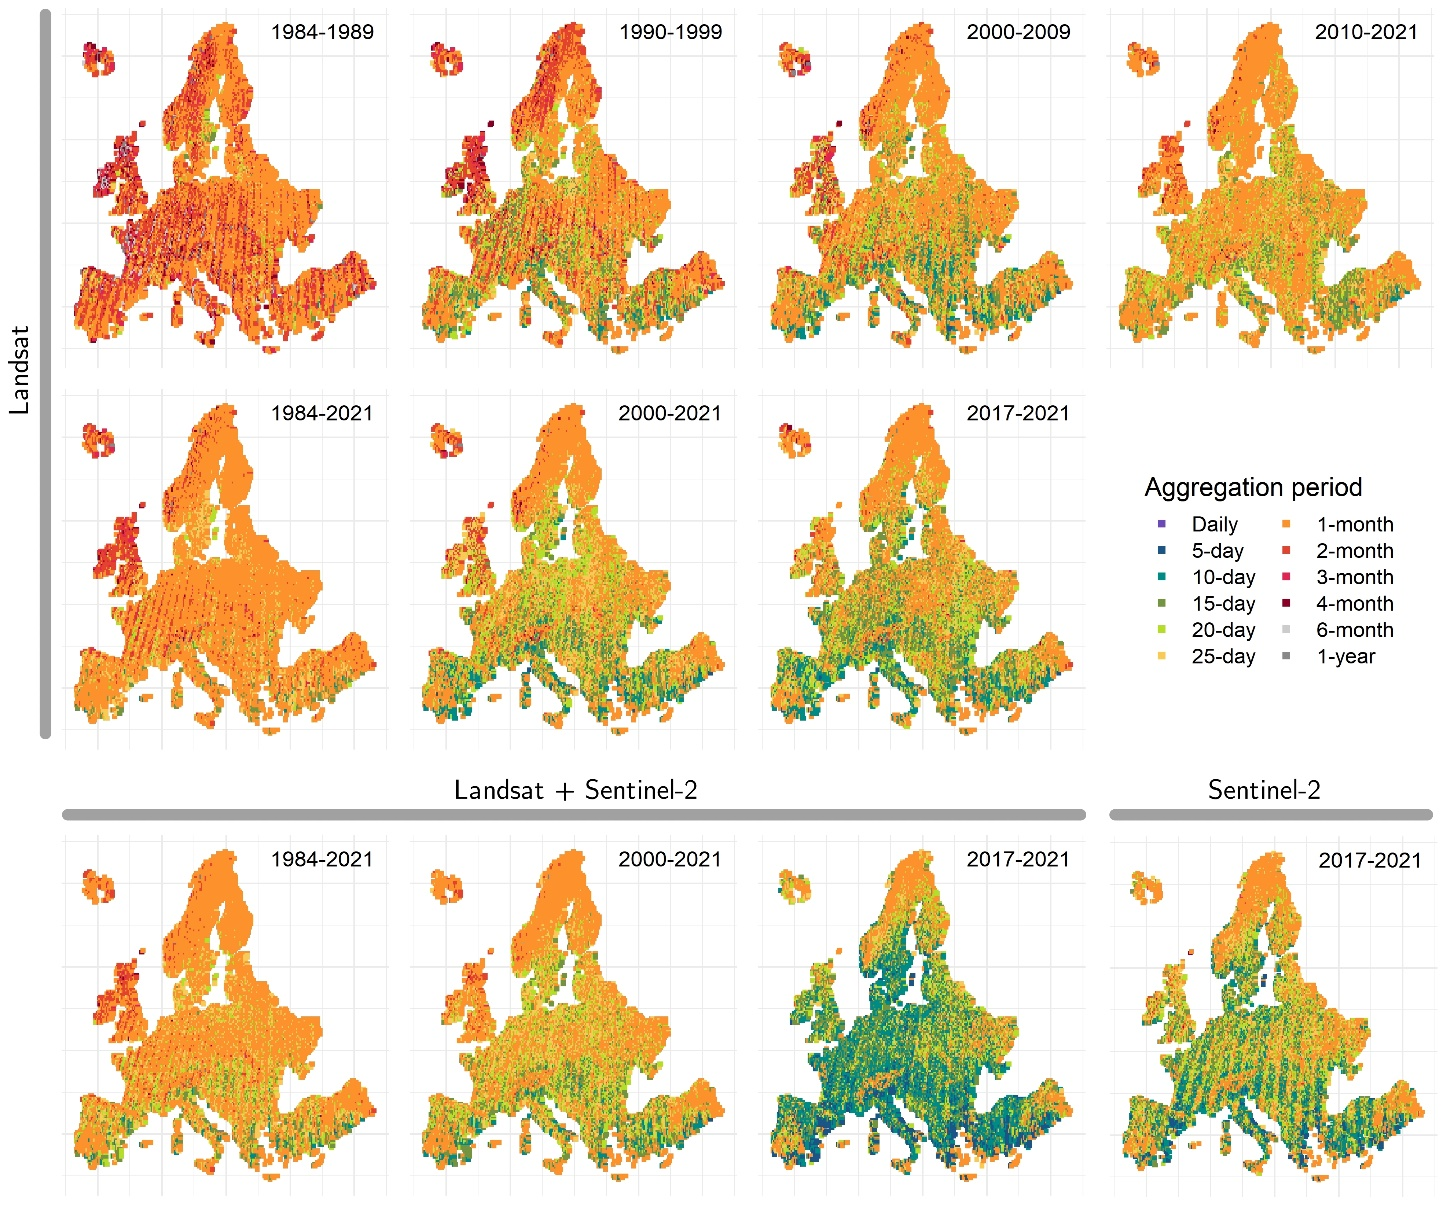 1984-1989
1990-1999
2000-2009
2010-2021
Landsat
1984-2021
2000-2021
2017-2021
Aggregation period
Daily
5-day
10-day
15-day
20-day
25-day
1-month
2-month
3-month
4-month
6-month
1-year
Landsat + Sentinel-2
Sentinel-2
1984-2021
2000-2021
2017-2021
2017-2021